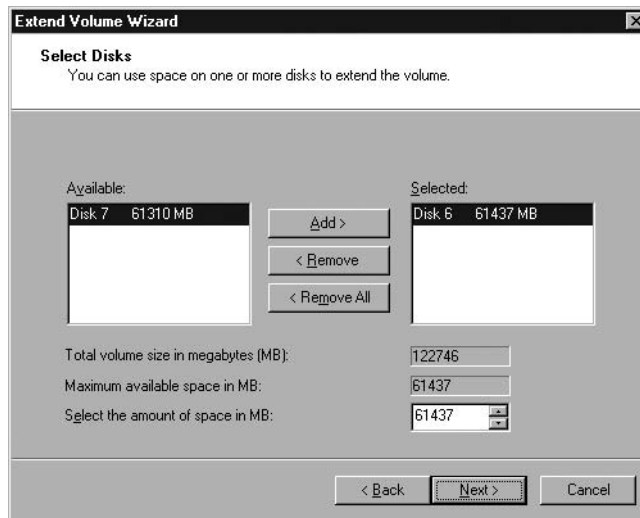 Extend Volume Wizard
Select Disks
You can use space on one or more disks to extend the volume.
Available:
Selected:
Disk 7 61310 MB
Add >
Disk 6 61437 MB
< Remove
< Remove All
Total volume size in megabytes (MB):
122746
Maximum available space in MB:
61437
Select the amount of space in MB:
61437
< Back
Next >
Cancel